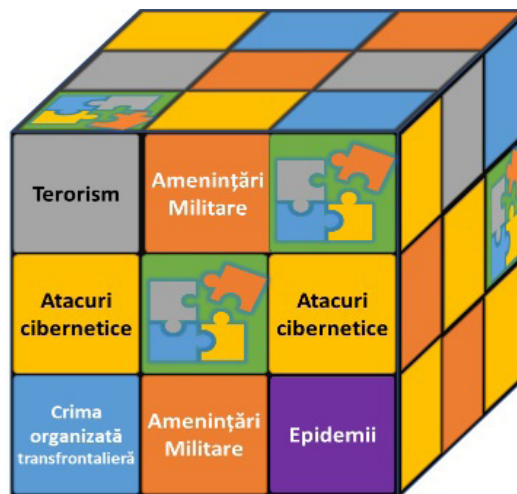 Terorism
Amenințări
Militare
Atacuri
cibernetice
Atacuri
cibernetice
Crima
organizată
transfrontalieră
Amenințări
Militare
Epidemii